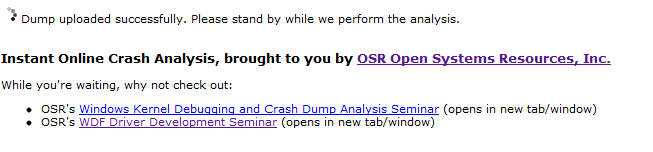 Dump uploaded successfully. Please stand by while we perform the analysis.
Instant Online Crash Analysis, brought to you by OSR Open Systems Resources, Inc.
While you're waiting, why not check out:
OSR's Windows Kernel Debugging and Crash Dump Analysis Seminar (opens in new tab/window)
OSR's WDF Driver Development Seminar (opens in new tab/window)